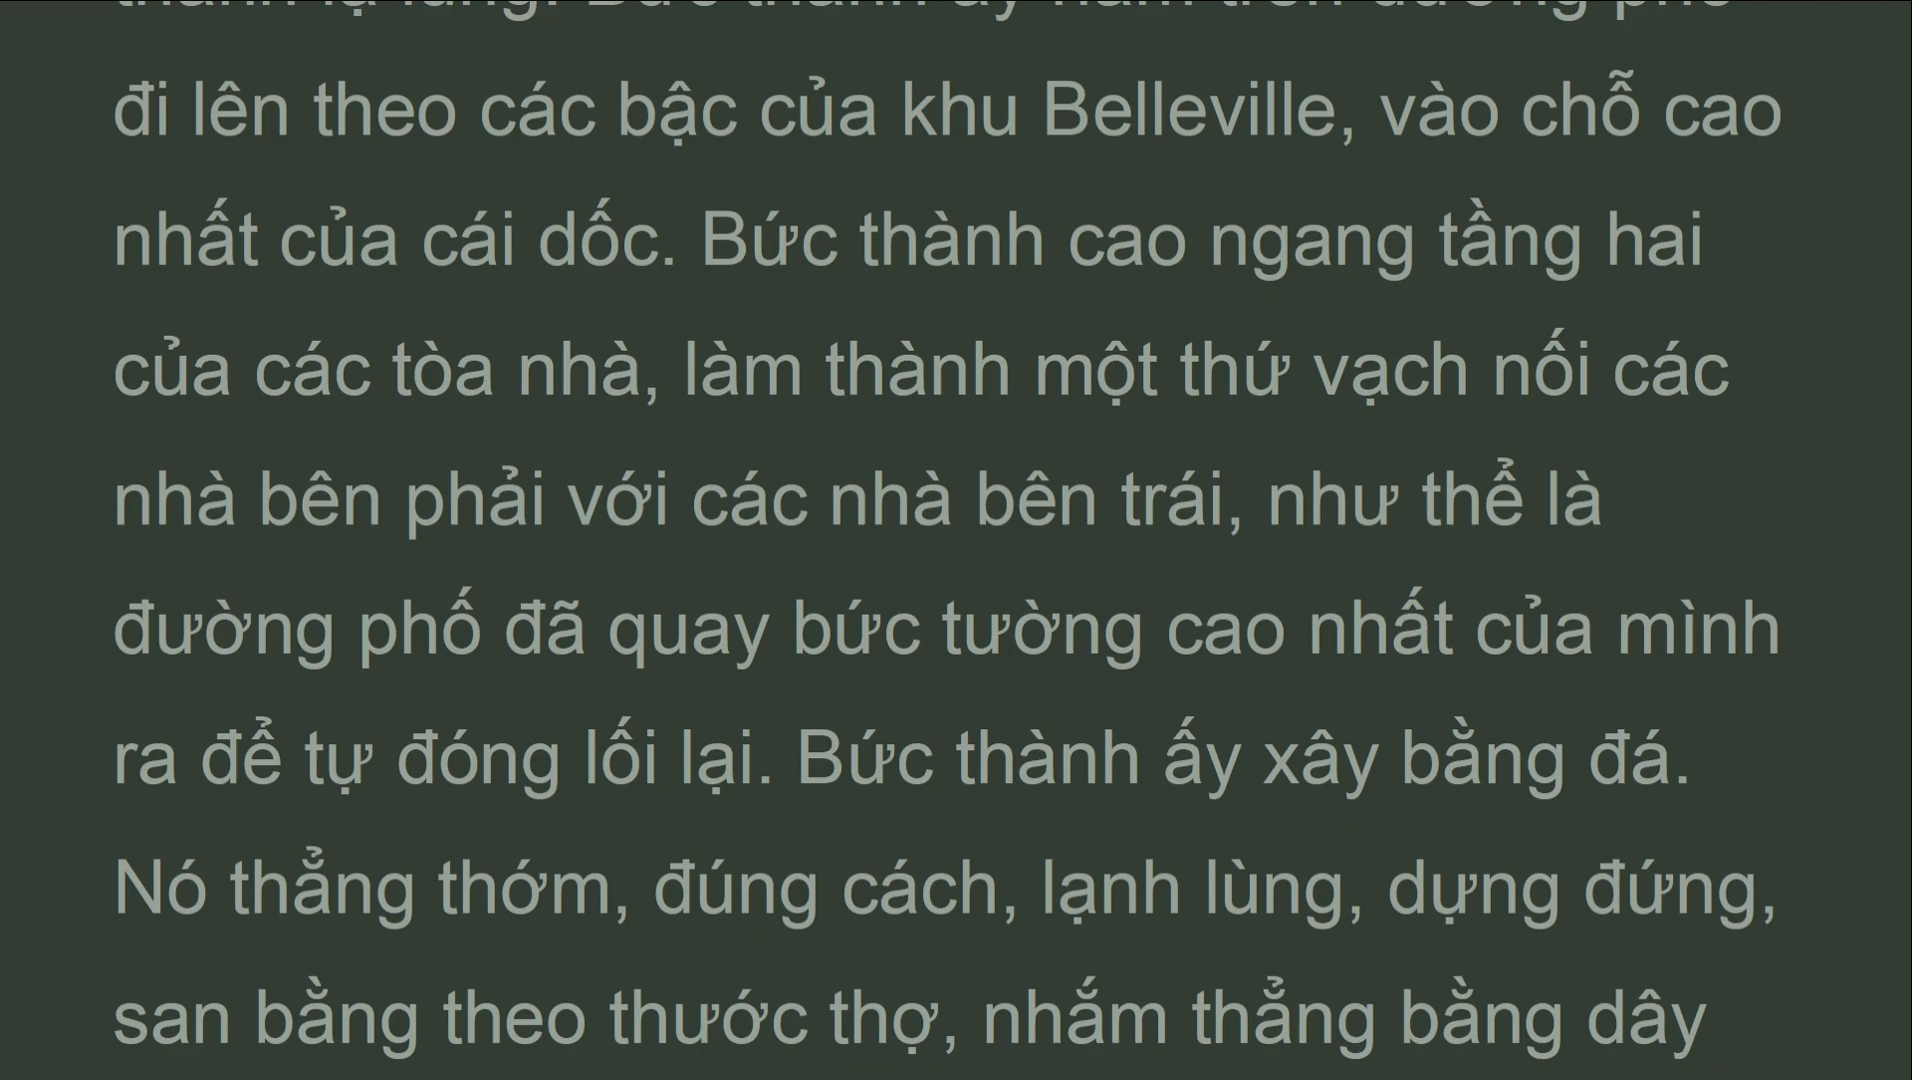 đi lên theo các bậc của khu Belleville, vào chỗ cao
nhất của cái dốc. Bức thành cao ngang tầng hai
của các tòa nhà, làm thành một thứ vạch nối các
nhà bên phải với các nhà bên trái, như thể là
đường phố đã quay bức tường cao nhất của mình
ra để tự đóng lối lại. Bức thành ấy xây bằng đá.
Nó thẳng thớm, đúng cách, lạnh lùng, dựng đứng,
san bằng theo thước thợ, nhắm thẳng bằng dây